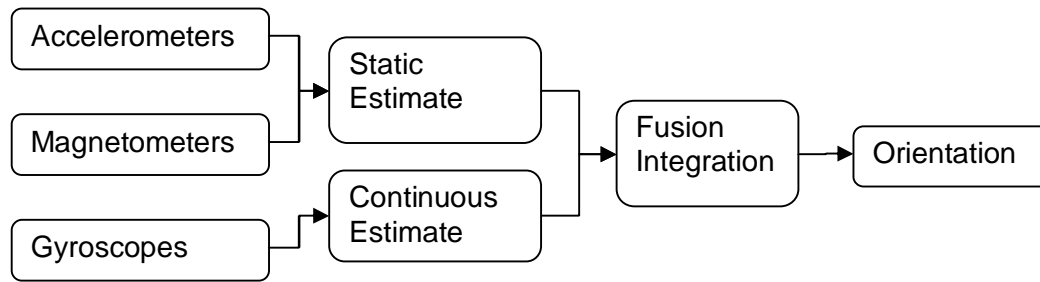 Accelerometers
Magnetometers
Gyroscopes
Static
Estimate
Continuous
Estimate
Fusion
Integration
Orientation